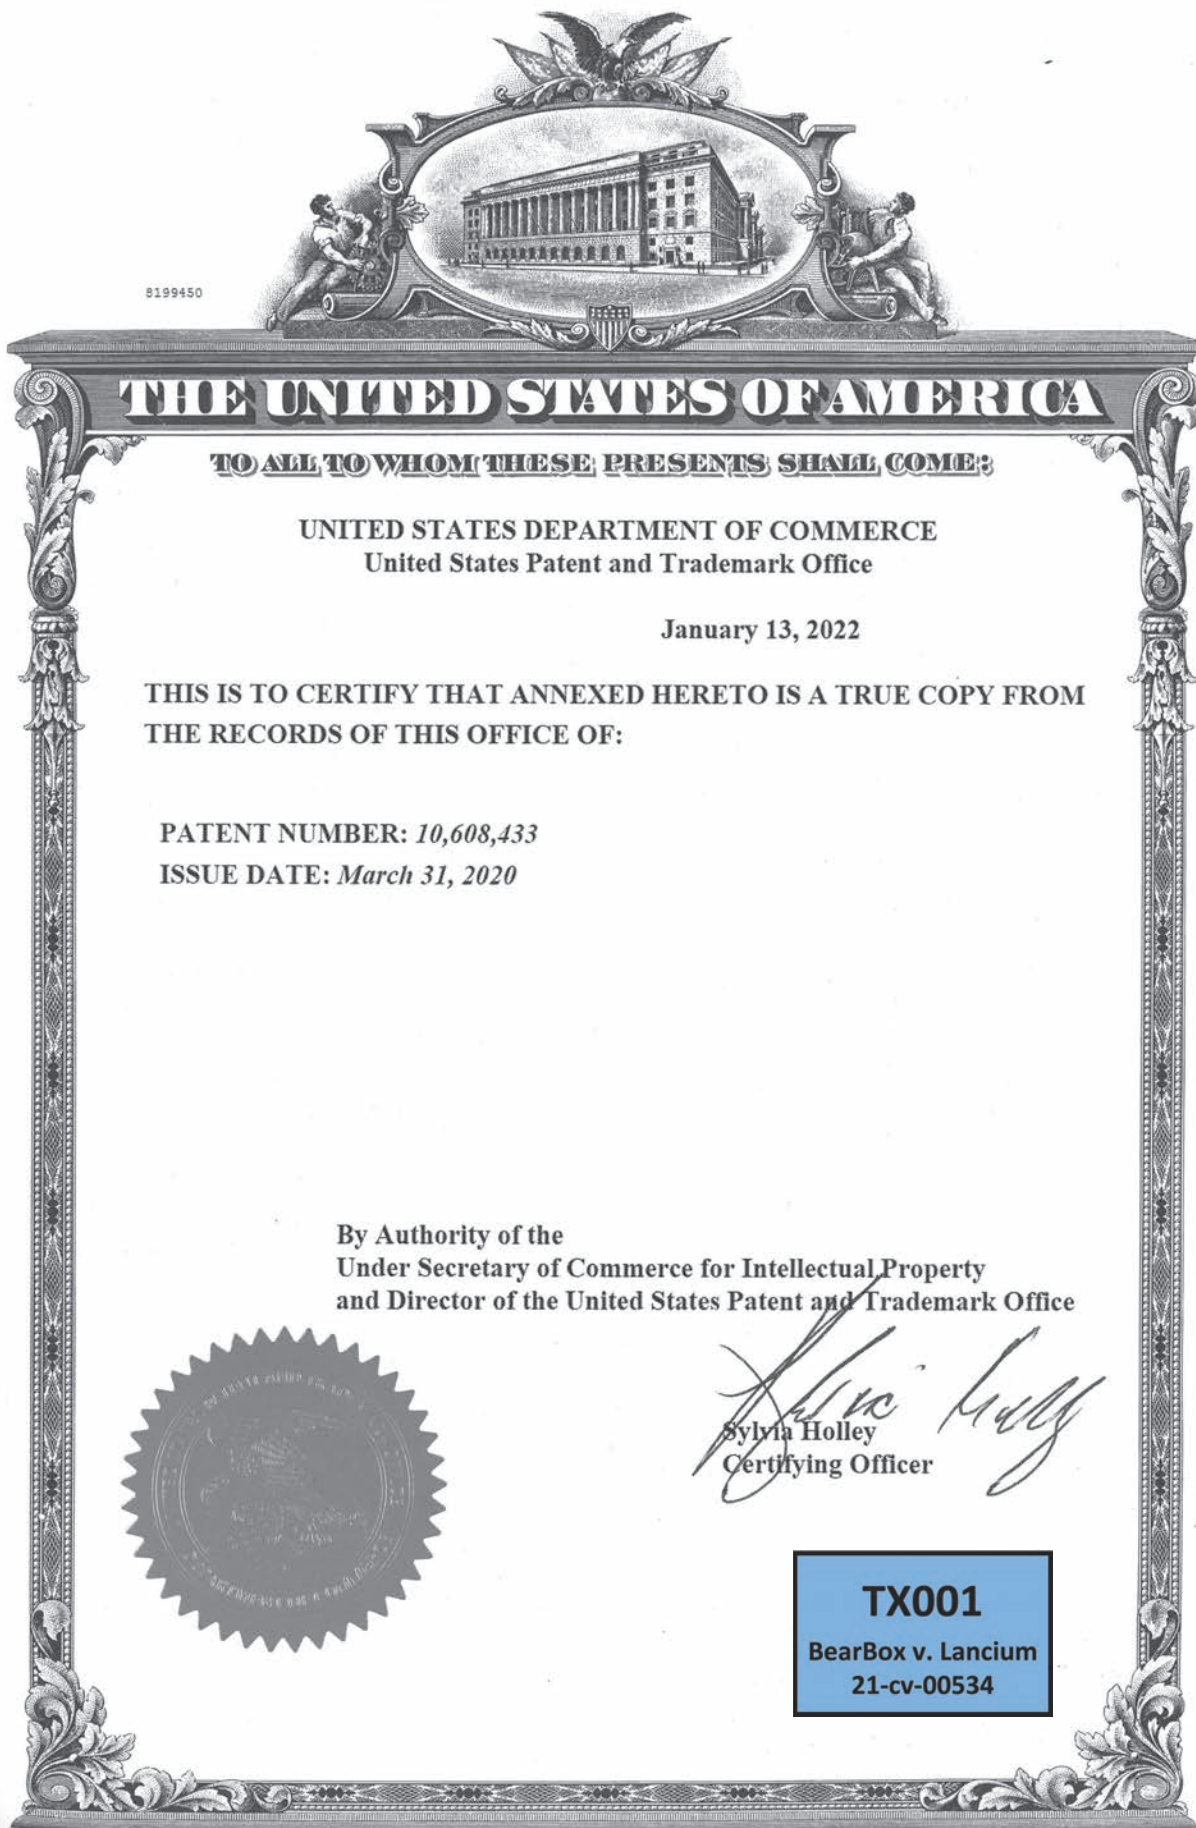 8199450
THE UNITED STATES OF AMERICA
TO ALL TO WHOM THESE PRESENTS SHALL COME:
UNITED STATES DEPARTMENT OF COMMERCE
United States Patent and Trademark Office
January 13, 2022
THIS IS TO CERTIFY THAT ANNEXED HERETO IS A TRUE COPY FROM
THE RECORDS OF THIS OFFICE OF:
PATENT NUMBER: 10,608,433
ISSUE DATE: March 31, 2020
By Authority of the
Under Secretary of Commerce for Intellectual Property
and Director of the United States Patent and Trademark Office
Sylvia Holley
Certifying Officer
TX001
BearBox v. Lancium
21-cv-00534